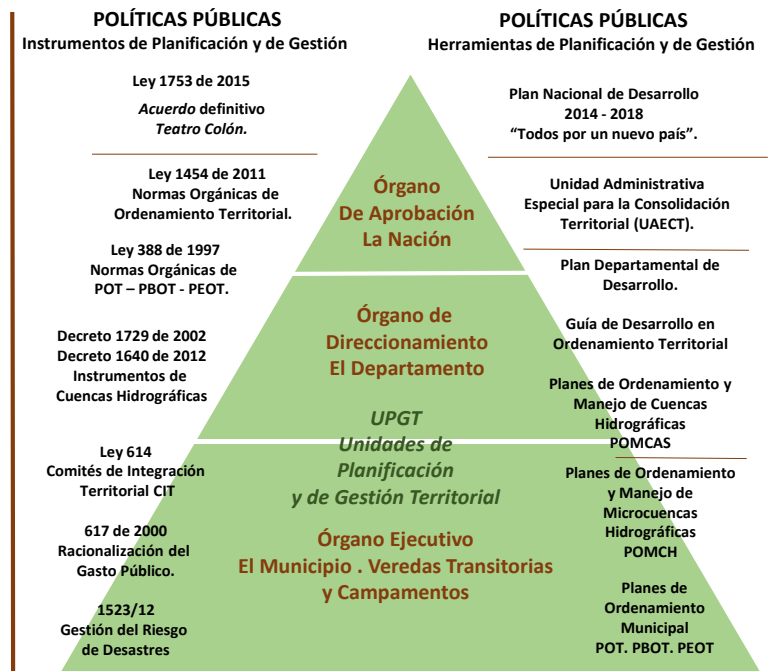 POLÍTICAS PÚBLICAS
Instrumentos de Planificación y de Gestión
Ley 1753 de 2015
Acuerdo definitivo
Teatro Colón.
Ley 1454 de 2011
Normas Orgánicas de
Ordenamiento Territorial.
Ley 388 de 1997
Normas Orgánicas de
POT – PBOT - PEOT.
Decreto 1729 de 2002
Decreto 1640 de 2012
Instrumentos de
Cuencas Hidrográficas
Ley 614
Comités de Integración
Territorial CIT
617 de 2000
Racionalización del
Gasto Público.
1523/12
Gestión del Riesgo
de Desastres
Órgano
De Aprobación
La Nación
Órgano de
Direccionamiento
El Departamento
UPGT
Unidades de
Planificación
y de Gestión Territorial
Órgano Ejecutivo
El Municipio . Veredas Transitorias
y Campamentos
POLÍTICAS PÚBLICAS
Herramientas de Planificación y de Gestión
Plan Nacional de Desarrollo
2014 - 2018
“Todos por un nuevo país”.
Unidad Administrativa
Especial para la Consolidación
Territorial (UAECT).
Plan Departamental de
Desarrollo.
Guía de Desarrollo en
Ordenamiento Territorial
Planes de Ordenamiento y
Manejo de Cuencas
Hidrográficas
POMCAS
Planes de Ordenamiento
y Manejo de
Microcuencas
Hidrográficas
POMCH
Planes de
Ordenamiento
Municipal
POT. PBOT. PEOT